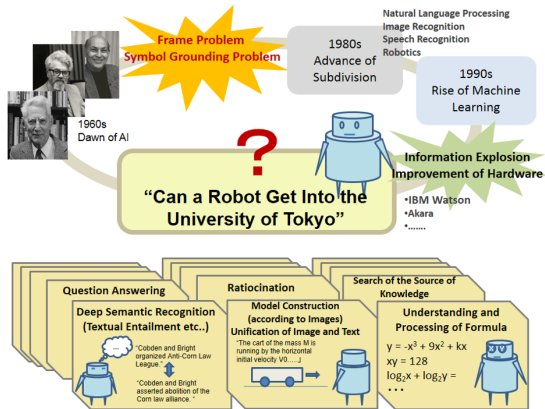 Frame Problem
Symbol Grounding Problem
1980s
Advance of
Subdivision
Natural Language Processing
Image Recognition
Speech Recognition
Robotics
1990s
Rise of Machine
Learning
1960s
Dawn of AI
?
“Can a Robot Get Into the
University of Tokyo”
Information Explosion
Improvement of Hardware
•IBM Watson
•Akara
•.......
Question Answering
Deep Semantic Recognition
(Textual Entailment etc..)
“Cobden and Bright
organized Anti-Corn Law
League.”
“Cobden and Bright
asserted abolition of the
Corn law alliance. ”
Ratiocination
Model Construction
(according to Images)
Unification of Image and Text
“The cart of the mass M is
running by the horizontal
initial velocity V0.....」
Search of the Source of
Knowledge
Understanding and
Processing of Formula
y = -x³ + 9x² + kx
xy = 128
log₂x + log₂y =
• • •
x y